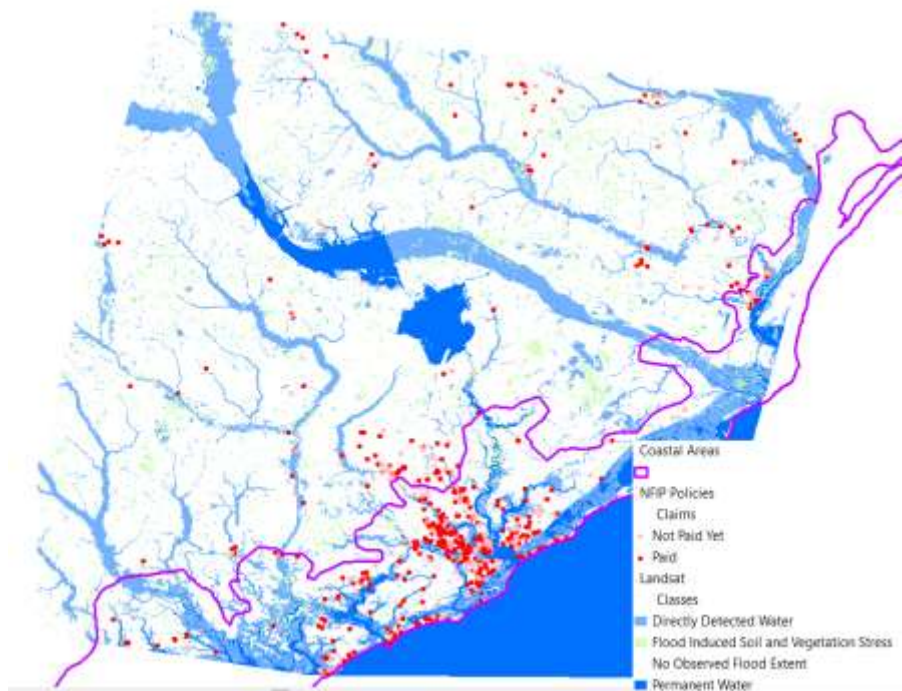 Coastal Areas
NFIP Policies
Claims
Not Paid Yet
Paid
Landsat
Classes
Directly Detected Water
Flood Induced Soil and Vegetation Stress
No Observed Flood Extent
Permanent Water